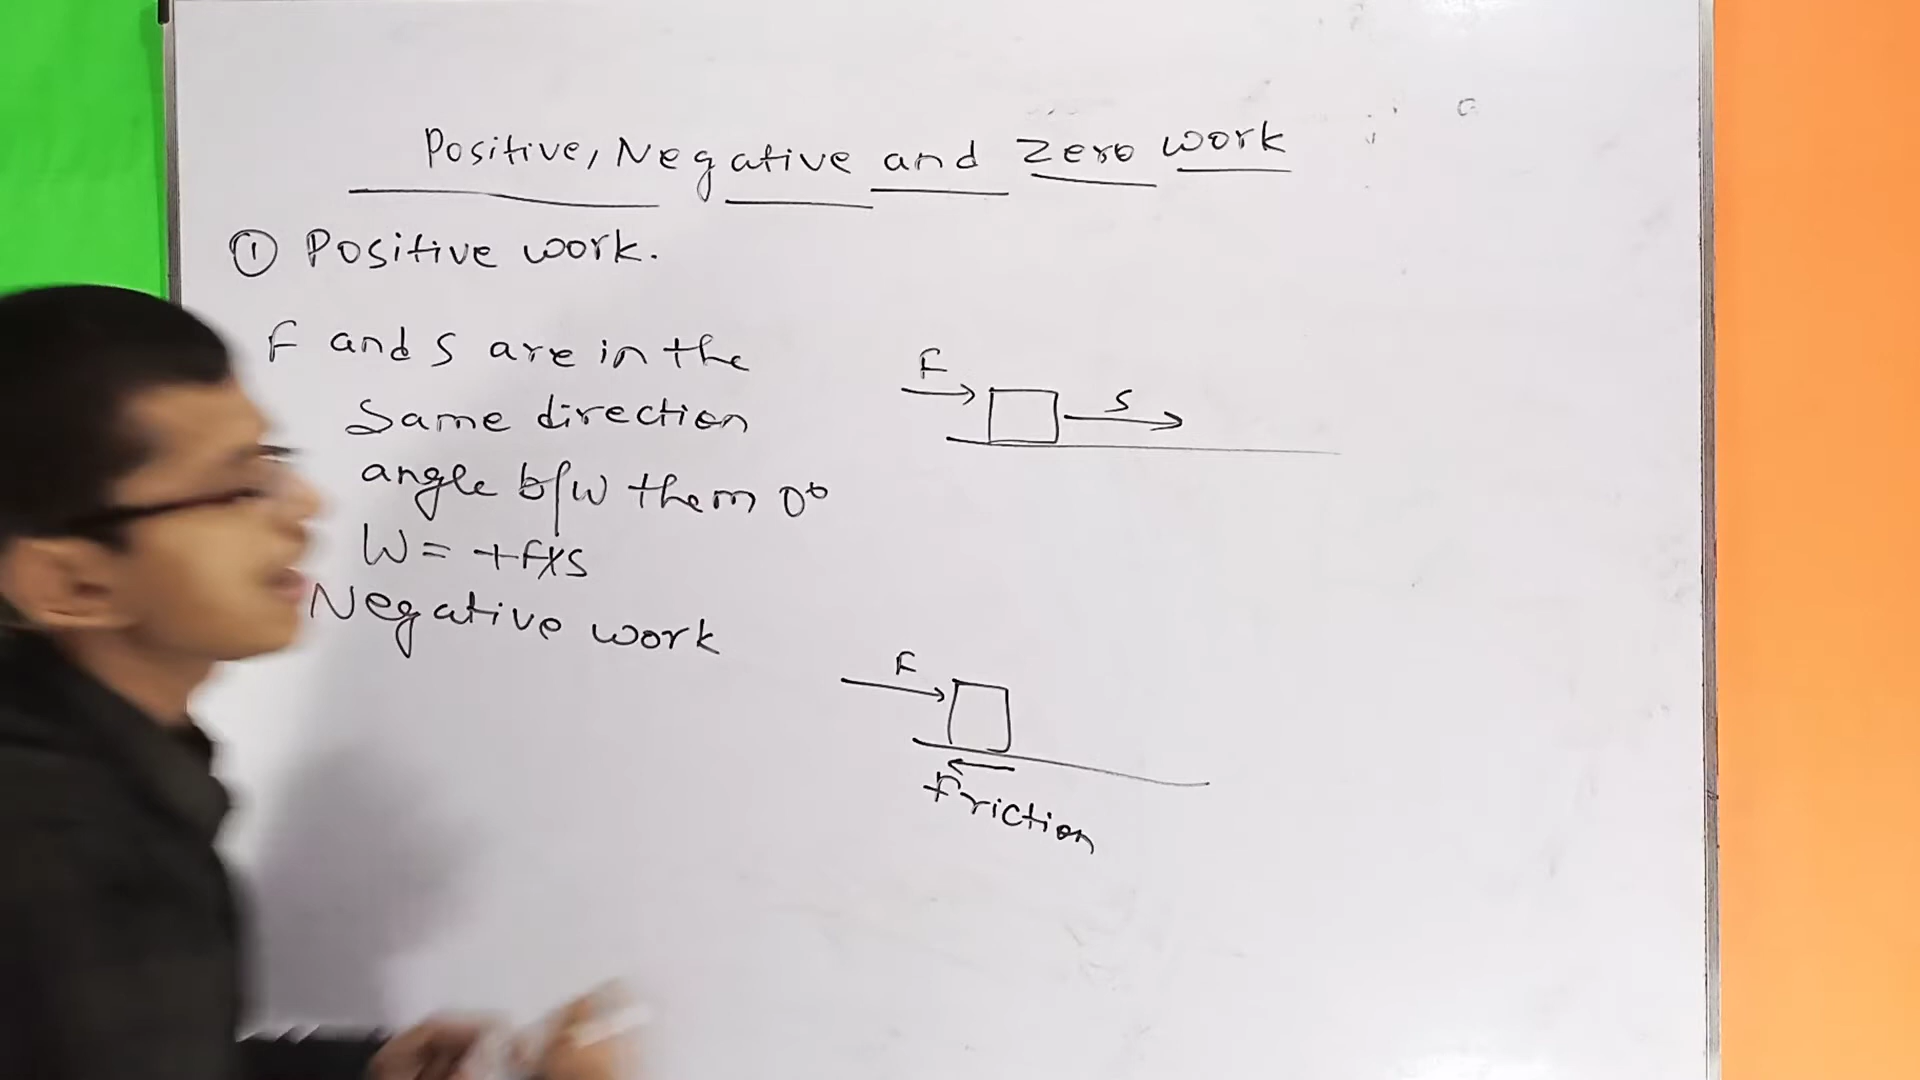 Positive, Negative and Zero work
① Positive work.
F and S are in the
Same direction
angle b/w them 0°
W = +F×S
F
S
Negative work
F
Friction